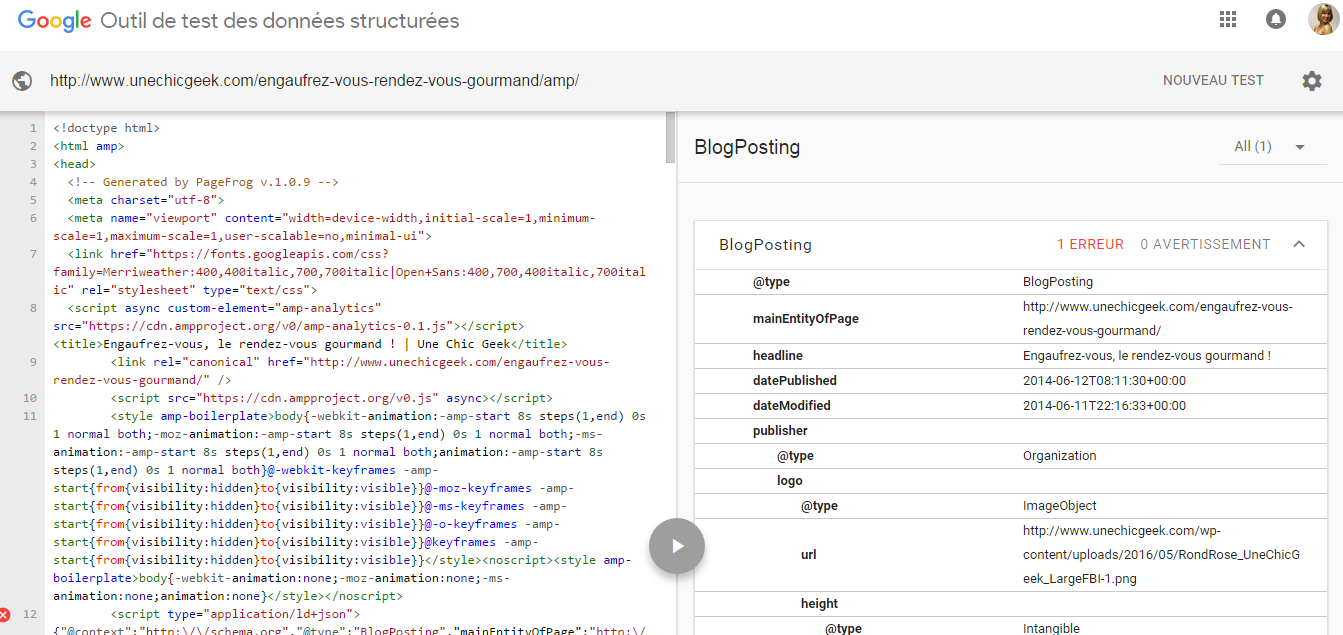 Google Outil de test des données structurées
http://www.unechicgeek.com/engaufrez-vous-rendez-vous-gourmand/amp/
NOUVEAU TEST
1 <!doctype html>
2 <html amp>
3 <head>
4 <!-- Generated by PageFrog v.1.0.9 -->
5 <meta charset="utf-8">
6 <meta name="viewport" content="width=device-width,initial-scale=1,minimum-
scale=1,maximum-scale=1,user-scalable=no,minimal-ui">
7 <link href="https://fonts.googleapis.com/css?
family=Merriweather:400,400italic,700,700italic|Open+Sans:400,700,400italic,700ital
ic" rel="stylesheet" type="text/css">
8 <script async custom-element="amp-analytics"
src="https://cdn.ampproject.org/v0/amp-analytics-0.1.js"></script>
<title>Engaufrez-vous, le rendez-vous gourmand ! | Une Chic Geek</title>
9 <link rel="canonical" href="http://www.unechicgeek.com/engaufrez-vous-
rendez-vous-gourmand/" />
10 <script src="https://cdn.ampproject.org/v0.js" async></script>
11 <style amp-boilerplate>body{-webkit-animation:-amp-start 8s steps(1,end) 0s
1 normal both;-moz-animation:-amp-start 8s steps(1,end) 0s 1 normal both;-ms-
animation:-amp-start 8s steps(1,end) 0s 1 normal both;animation:-amp-start 8s
steps(1,end) 0s 1 normal both}@-webkit-keyframes -amp-
start{from{visibility:hidden}to{visibility:visible}}@-moz-keyframes -amp-
start{from{visibility:hidden}to{visibility:visible}}@-ms-keyframes -amp-
start{from{visibility:hidden}to{visibility:visible}}@-o-keyframes -amp-
start{from{visibility:hidden}to{visibility:visible}}@keyframes -amp-
start{from{visibility:hidden}to{visibility:visible}}</style><noscript><style amp-
boilerplate>body{-webkit-animation:none;-moz-animation:none;-ms-
animation:none;animation:none}</style></noscript>
12 <script type="application/ld+json">
{"@context":"http:\/\/schema.org","@type":"BlogPosting","mainEntityOfPage":"http:\/
BlogPosting
All (1)
BlogPosting 1 ERREUR 0 AVERTISSEMENT
@type BlogPosting
mainEntityOfPage http://www.unechicgeek.com/engaufrez-vous-
rendez-vous-gourmand/
headline Engaufrez-vous, le rendez-vous gourmand !
datePublished 2014-06-12T08:11:30+00:00
dateModified 2014-06-11T22:16:33+00:00
publisher
@type Organization
logo
@type ImageObject
url http://www.unechicgeek.com/wp-
content/uploads/2016/05/RondRose_UneChicG
eek_LargeFBI-1.png
height
@type Intangible